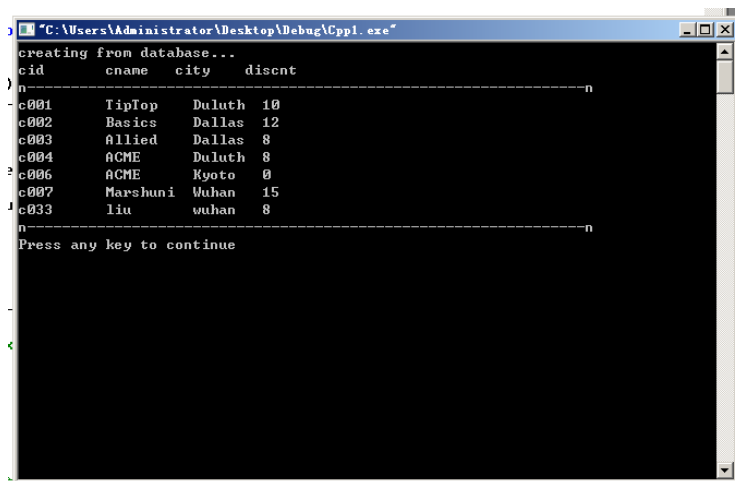 "C:\Users\Administrator\Desktop\Debug\Cpp1.exe"
creating from database...
cid cname city discnt
n----------------------------------------------------------------n
c001 TipTop Duluth 10
c002 Basics Dallas 12
c003 Allied Dallas 8
c004 ACME Duluth 8
c006 ACME Kyoto 0
c007 Marshuni Wuhan 15
c033 liu wuhan 8
n----------------------------------------------------------------n
Press any key to continue